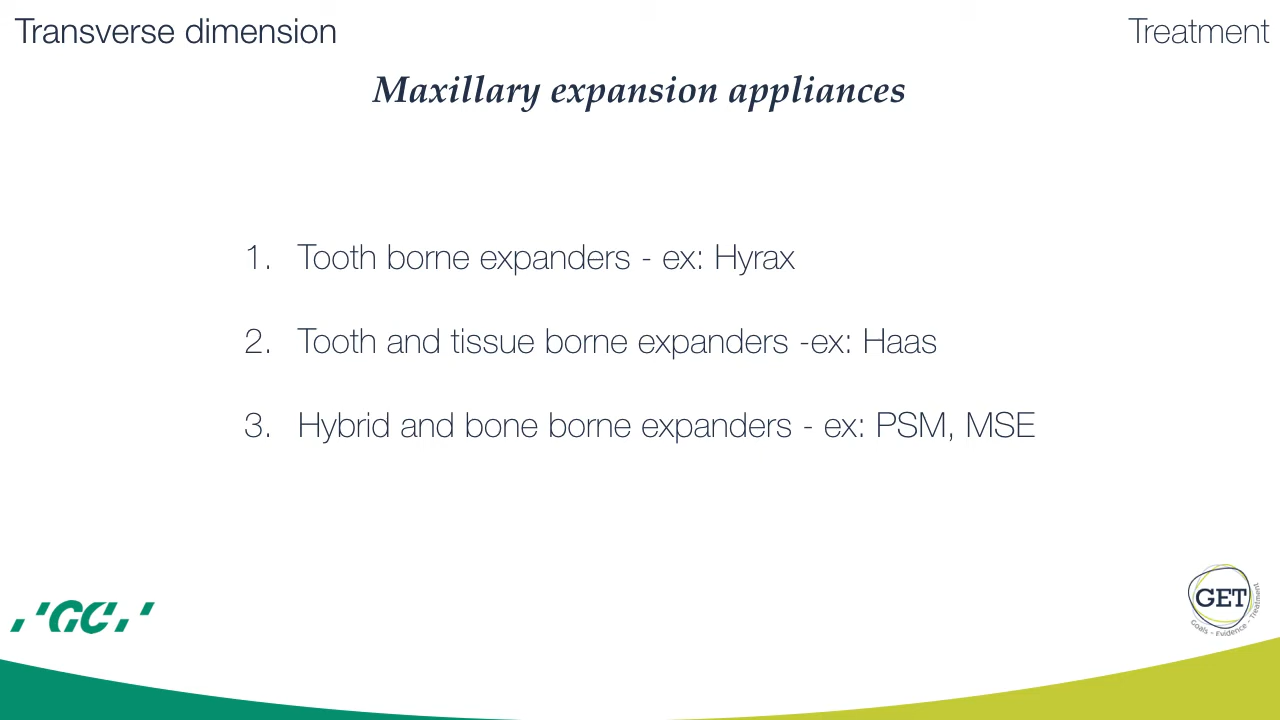 Transverse dimension
Treatment
Maxillary expansion appliances
1. Tooth borne expanders - ex: Hyrax
2. Tooth and tissue borne expanders -ex: Haas
3. Hybrid and bone borne expanders - ex: PSM, MSE
GC
GET
Goals - Evidence - Treatment